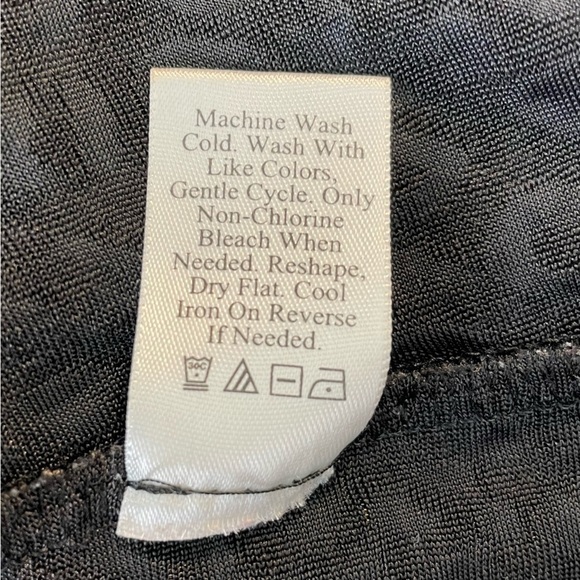 Machine Wash
Cold. Wash With
Like Colors,
Gentle Cycle. Only
Non-Chlorine
Bleach When
Needed. Reshape,
Dry Flat. Cool
Iron On Reverse
If Needed.
30C